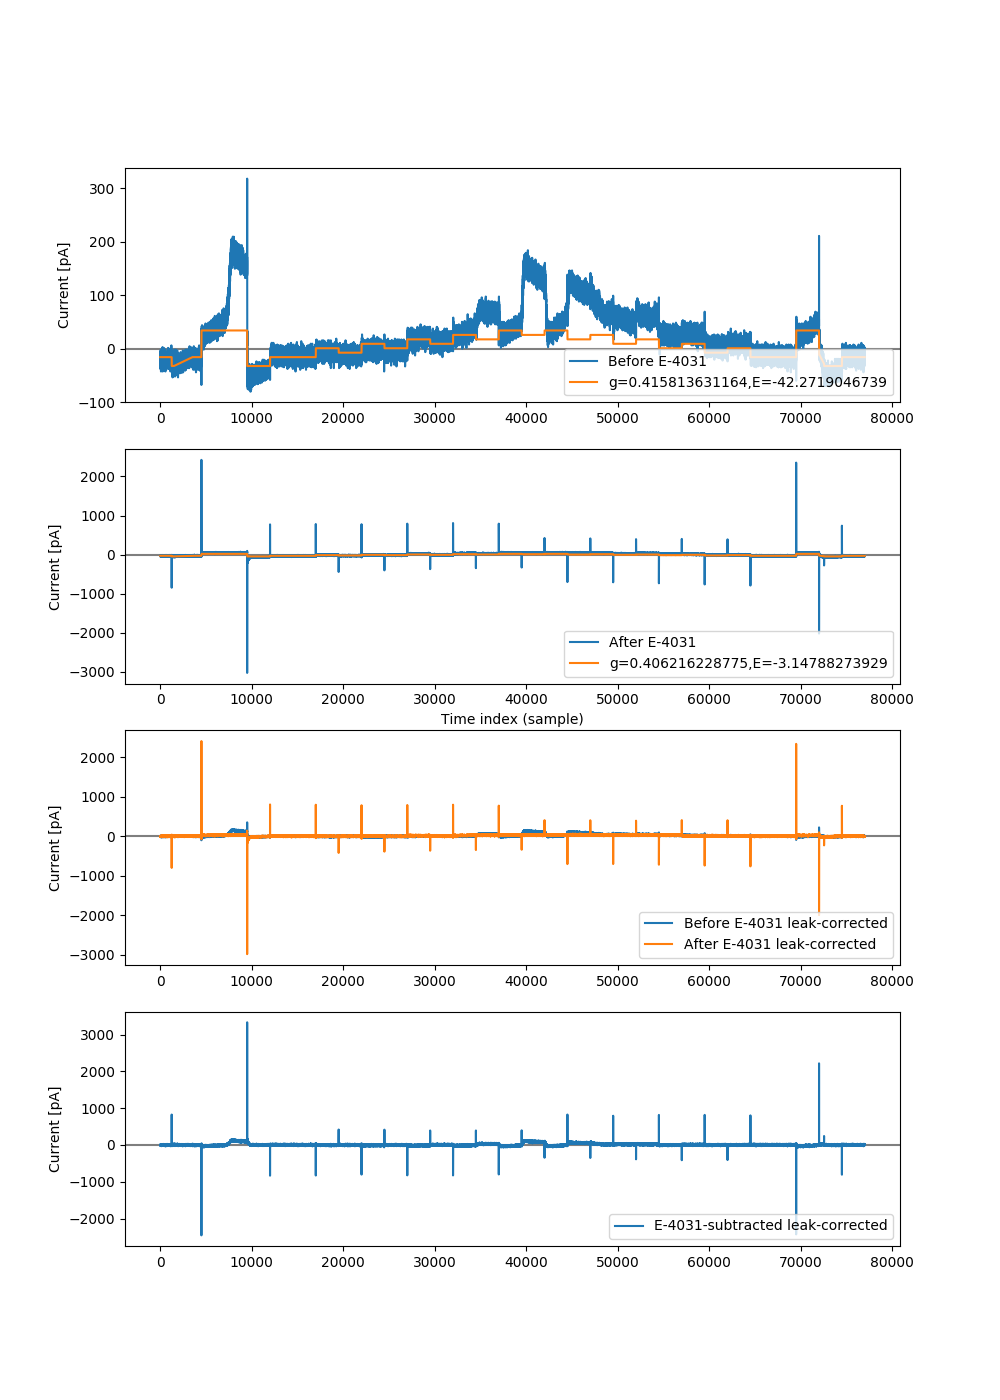 300
200
100
0
−100
Current [pA]
Before E-4031
g=0.415813631164,E=-42.2719046739
0 10000 20000 30000 40000 50000 60000 70000 80000
2000
1000
0
−1000
−2000
−3000
Current [pA]
After E-4031
g=0.406216228775,E=-3.14788273929
0 10000 20000 30000 40000 50000 60000 70000 80000
Time index (sample)
2000
1000
0
−1000
−2000
−3000
Current [pA]
Before E-4031 leak-corrected
After E-4031 leak-corrected
0 10000 20000 30000 40000 50000 60000 70000 80000
3000
2000
1000
0
−1000
−2000
Current [pA]
E-4031-subtracted leak-corrected
0 10000 20000 30000 40000 50000 60000 70000 80000